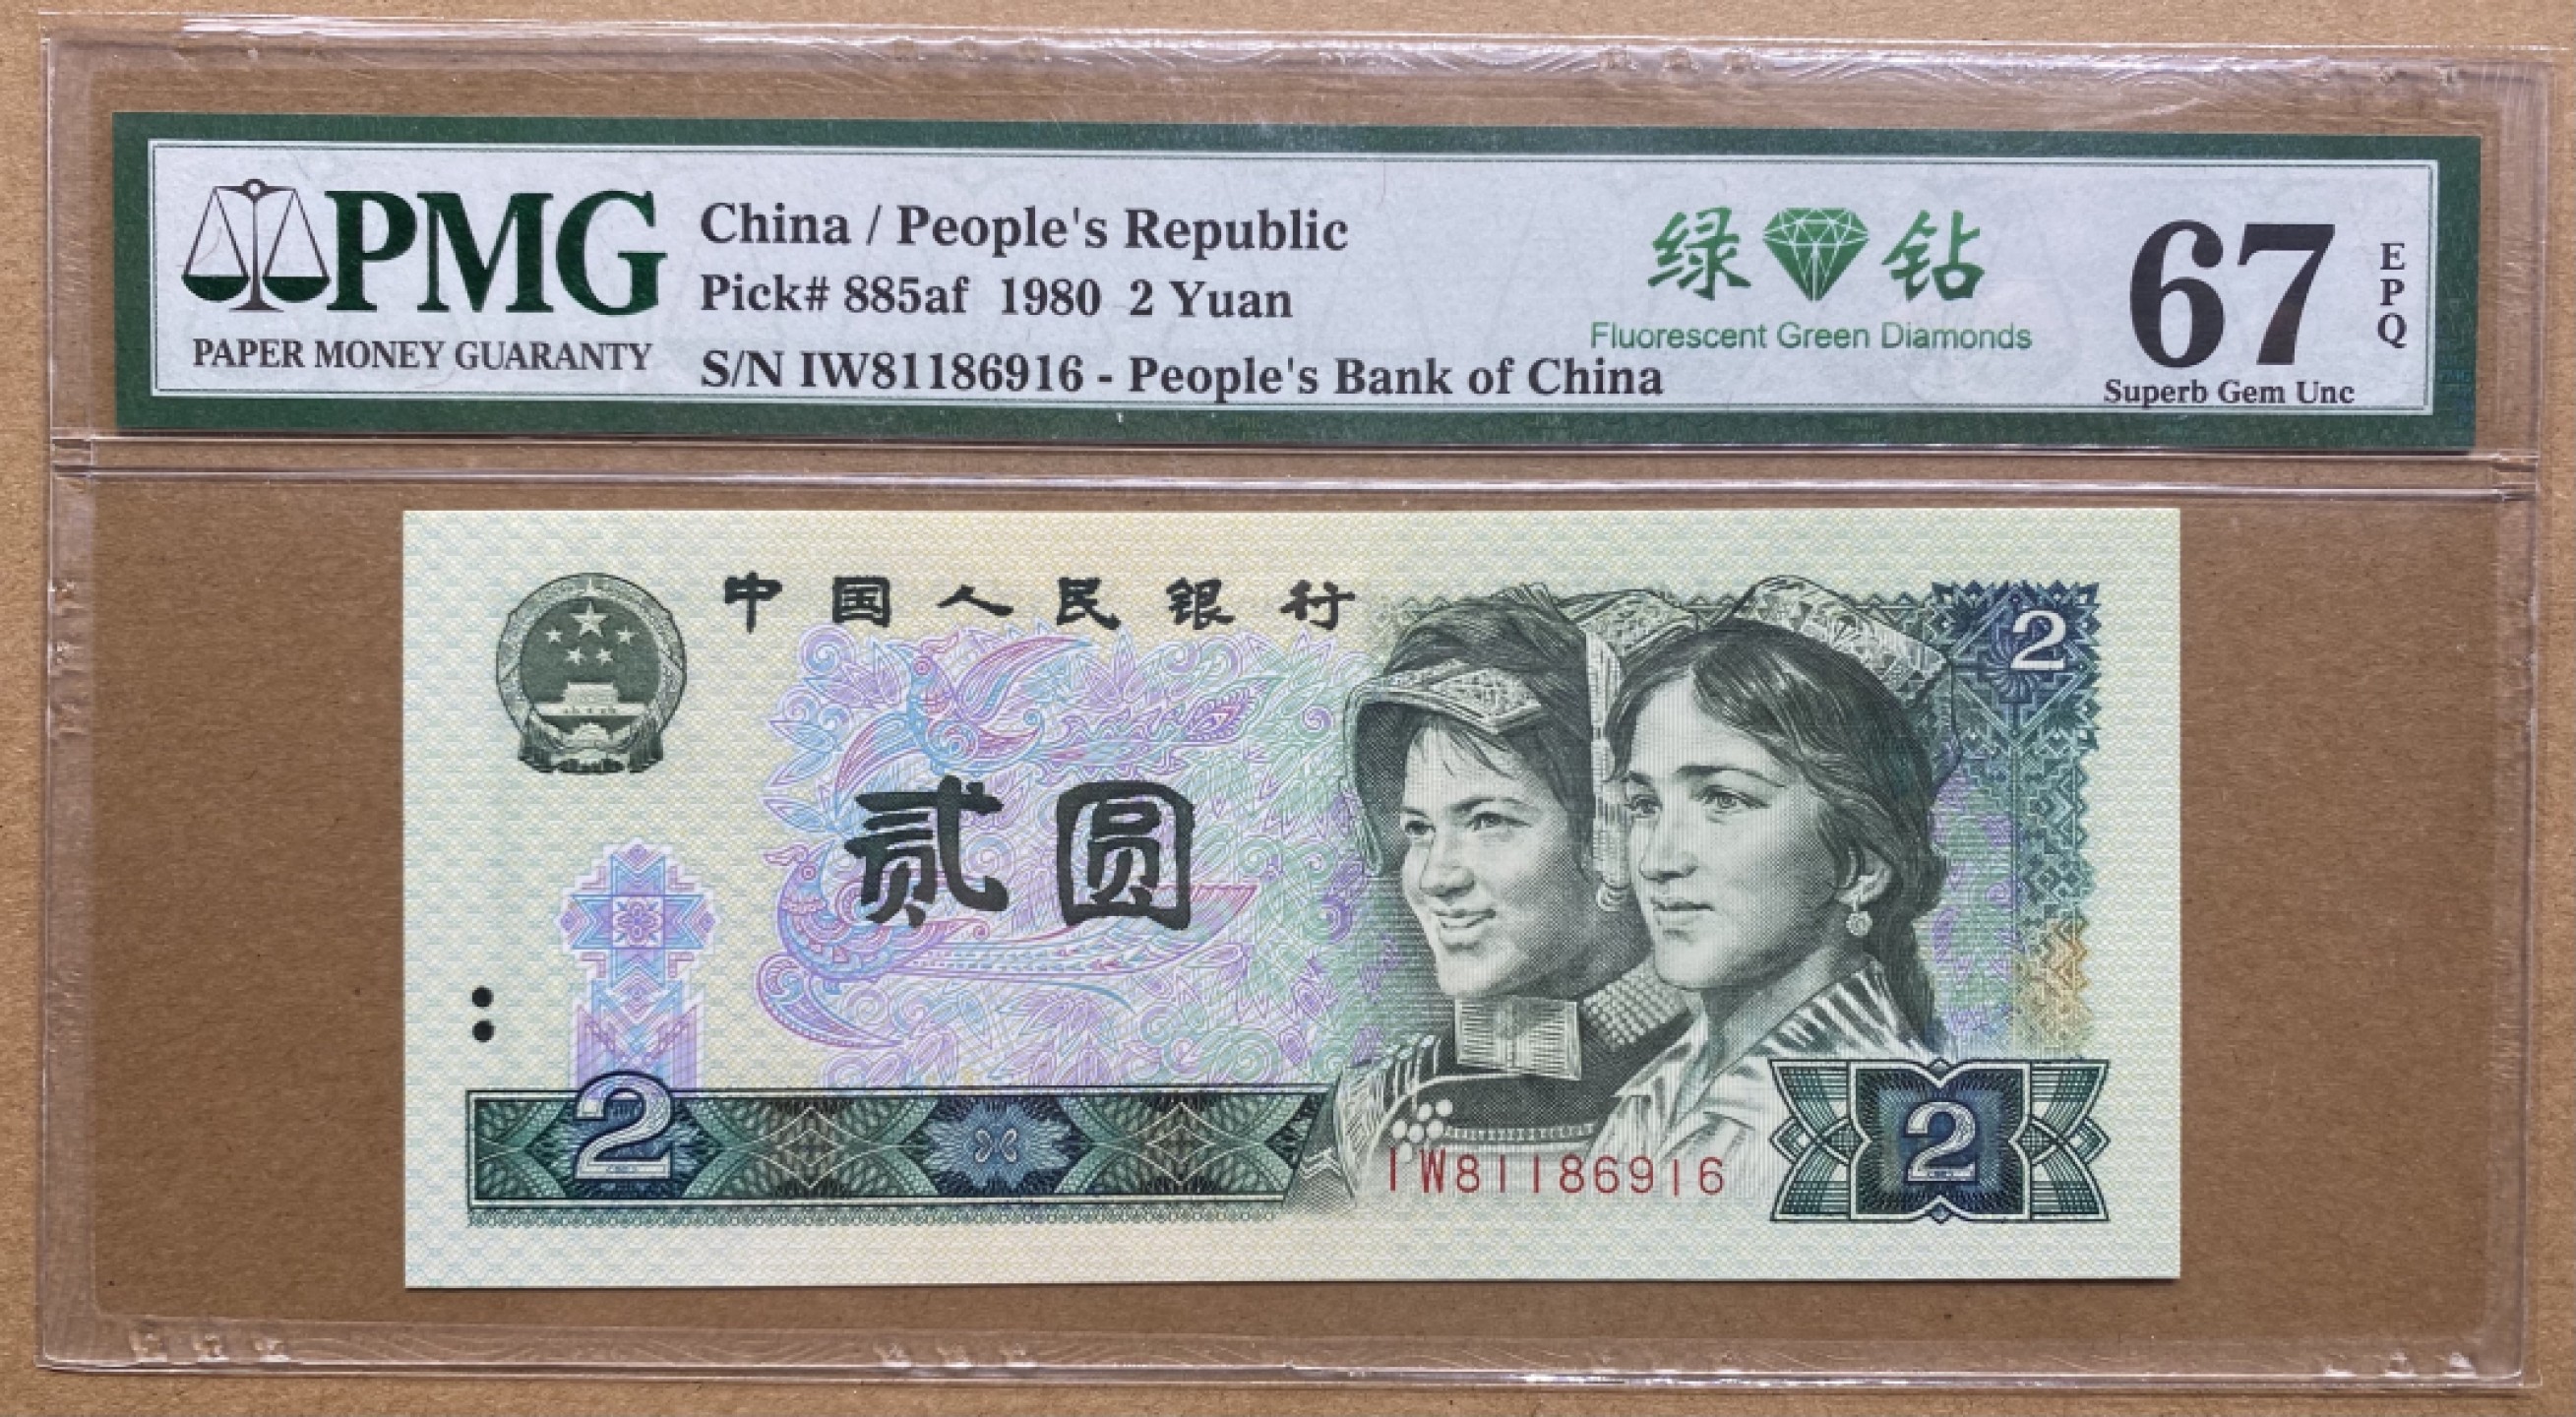 PMG
PAPER MONEY GUARANTY
China / People's Republic
Pick# 885af 1980 2 Yuan
S/N IW81186916 - People's Bank of China
绿钻
Fluorescent Green Diamonds
67
EPQ
Superb Gem Unc
中国人民银行
2
贰圆
2
IW81186916
2